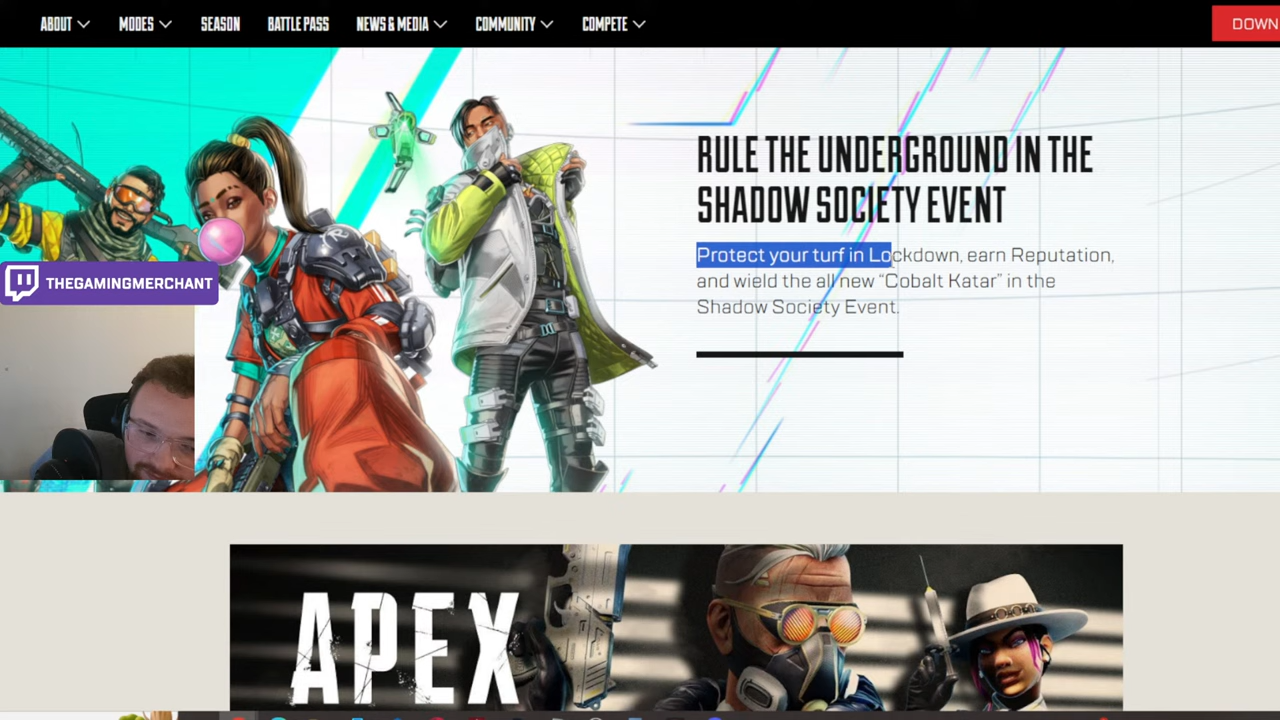 ABOUT MODES SEASON BATTLE PASS NEWS & MEDIA COMMUNITY COMPETE DOWN
RULE THE UNDERGROUND IN THE
SHADOW SOCIETY EVENT
Protect your turf in Lockdown, earn Reputation,
and wield the all new “Cobalt Katar” in the
Shadow Society Event.
THEGAMINGMERCHANT
APEX